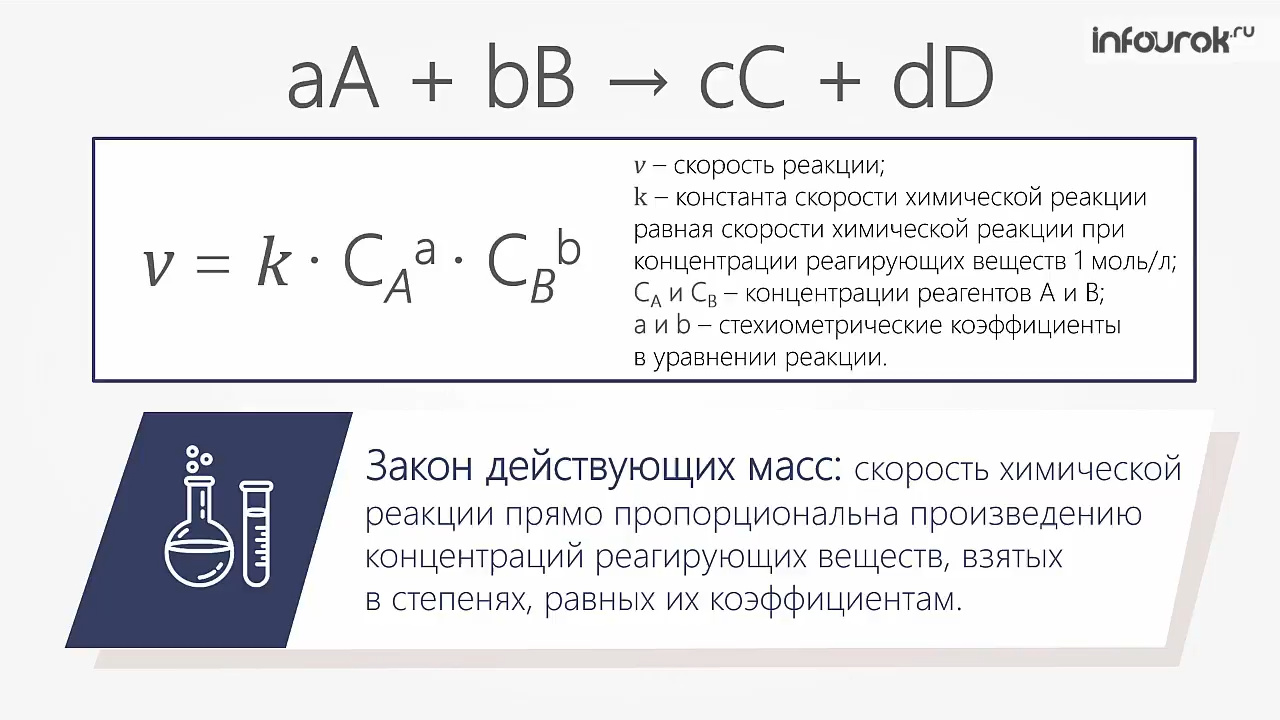 infourok.ru
aA + bB → cC + dD
v = k · C_A^a · C_B^b
v – скорость реакции;
k – константа скорости химической реакции
равная скорости химической реакции при
концентрации реагирующих веществ 1 моль/л;
C_A и C_B – концентрации реагентов А и В;
a и b – стехиометрические коэффициенты
в уравнении реакции.
Закон действующих масс: скорость химической
реакции прямо пропорциональна произведению
концентраций реагирующих веществ, взятых
в степенях, равных их коэффициентам.